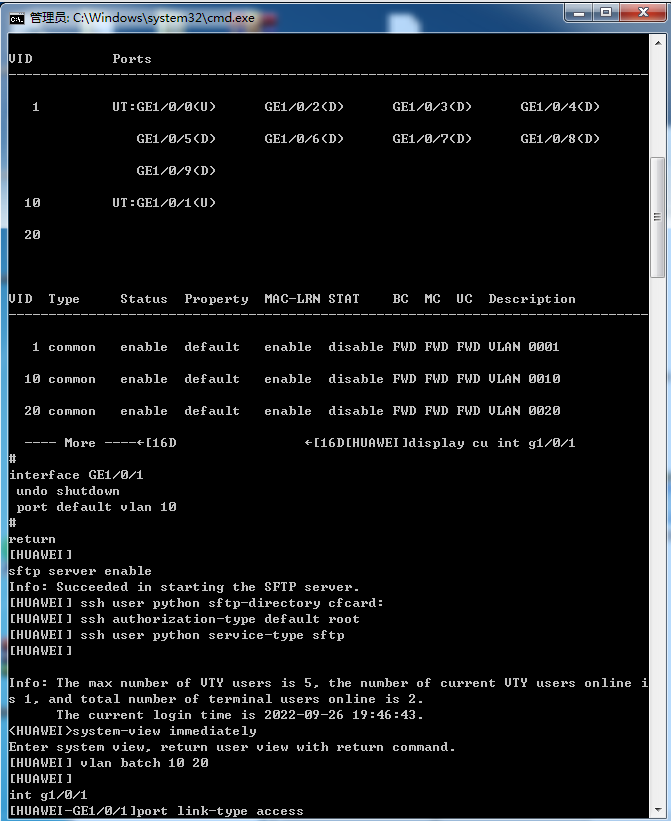 管理员: C:\Windows\system32\cmd.exe
VID          Ports
--------------------------------------------------------------------------------
   1         UT:GE1/0/0(U)      GE1/0/2(D)      GE1/0/3(D)      GE1/0/4(D)
                GE1/0/5(D)      GE1/0/6(D)      GE1/0/7(D)      GE1/0/8(D)
                GE1/0/9(D)
  10         UT:GE1/0/1(U)
  20
VID  Type     Status  Property  MAC-LRN STAT    BC  MC  UC  Description
--------------------------------------------------------------------------------
   1 common   enable  default   enable  disable FWD FWD FWD VLAN 0001
  10 common   enable  default   enable  disable FWD FWD FWD VLAN 0010
  20 common   enable  default   enable  disable FWD FWD FWD VLAN 0020
  ---- More ----←[16D                ←[16D[HUAWEI]display cu int g1/0/1
#
interface GE1/0/1
 undo shutdown
 port default vlan 10
#
return
[HUAWEI]
sftp server enable
Info: Succeeded in starting the SFTP server.
[HUAWEI] ssh user python sftp-directory cfcard:
[HUAWEI] ssh authorization-type default root
[HUAWEI] ssh user python service-type sftp
[HUAWEI]
Info: The max number of VTY users is 5, the number of current VTY users online i
s 1, and total number of terminal users online is 2.
      The current login time is 2022-09-26 19:46:43.
<HUAWEI>system-view immediately
Enter system view, return user view with return command.
[HUAWEI] vlan batch 10 20
[HUAWEI]
int g1/0/1
[HUAWEI-GE1/0/1]port link-type access